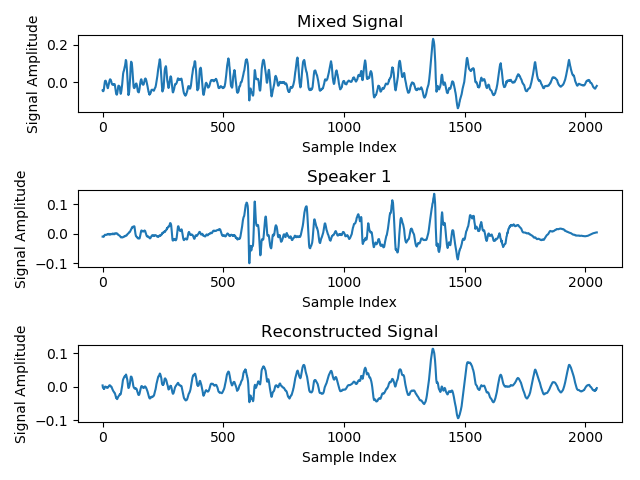 Mixed Signal
Signal Amplitude
0.2
0.0
0 500 1000 1500 2000
Sample Index
Speaker 1
Signal Amplitude
0.1
0.0
−0.1
0 500 1000 1500 2000
Sample Index
Reconstructed Signal
Signal Amplitude
0.1
0.0
−0.1
0 500 1000 1500 2000
Sample Index